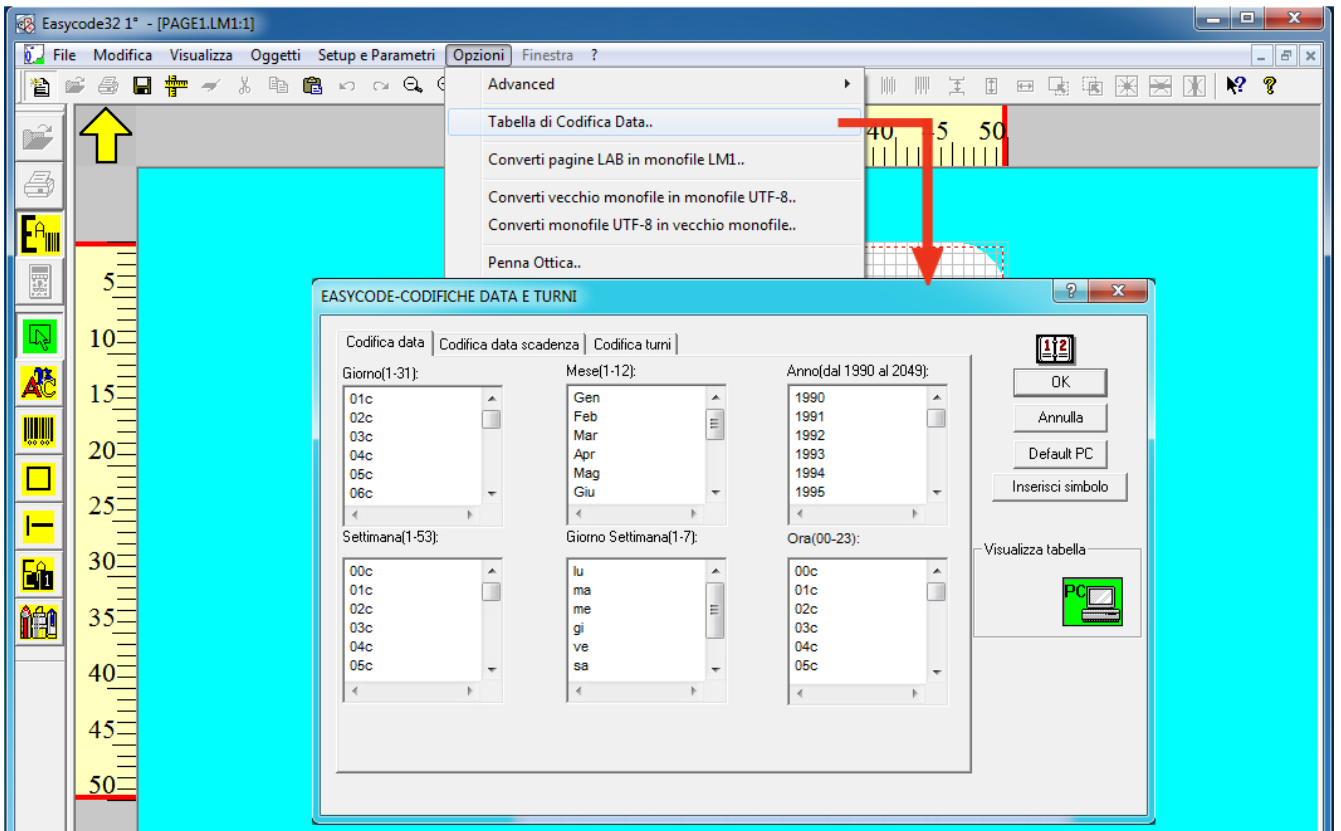 Easycode32 1° - [PAGE1.LM1:1]
File Modifica Visualizza Oggetti Setup e Parametri Opzioni Finestra ?
Advanced
Tabella di Codifica Data..
Converti pagine LAB in monofile LM1..
Converti vecchio monofile in monofile UTF-8..
Converti monofile UTF-8 in vecchio monofile..
Penna Ottica..
40 45 50
5
10
15
20
25
30
35
40
45
50
EASYCODE-CODIFICHE DATA E TURNI
Codifica data Codifica data scadenza Codifica turni
Giorno(1-31):
01c
02c
03c
04c
05c
06c
Mese(1-12):
Gen
Feb
Mar
Apr
Mag
Giu
Anno(dal 1990 al 2049):
1990
1991
1992
1993
1994
1995
Settimana(1-53):
00c
01c
02c
03c
04c
05c
Giorno Settimana(1-7):
lu
ma
me
gi
ve
sa
Ora(00-23):
00c
01c
02c
03c
04c
05c
12
OK
Annulla
Default PC
Inserisci simbolo
Visualizza tabella
PC